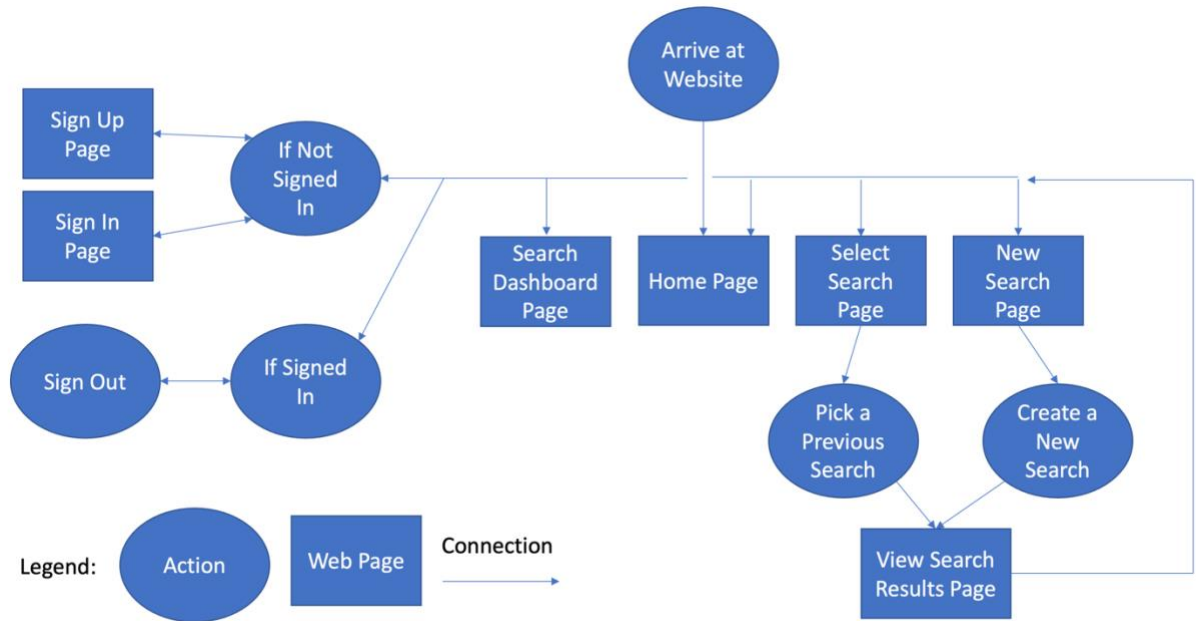 Arrive at
Website
Sign Up
Page
If Not
Signed
In
Sign In
Page
Search
Dashboard
Page
Home Page
Select
Search
Page
New
Search
Page
Sign Out
If Signed
In
Pick a
Previous
Search
Create a
New
Search
Legend:
Action
Web Page
Connection
View Search
Results Page